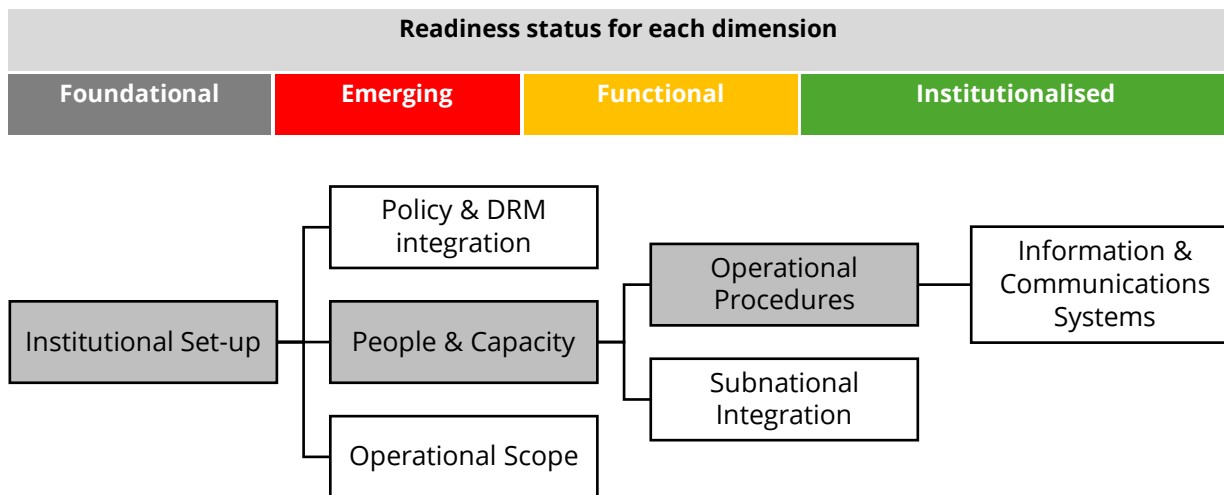 Readiness status for each dimension
Foundational
Emerging
Functional
Institutionalised
Institutional Set-up
Policy & DRM
integration
People & Capacity
Operational Scope
Operational
Procedures
Subnational
Integration
Information &
Communications
Systems